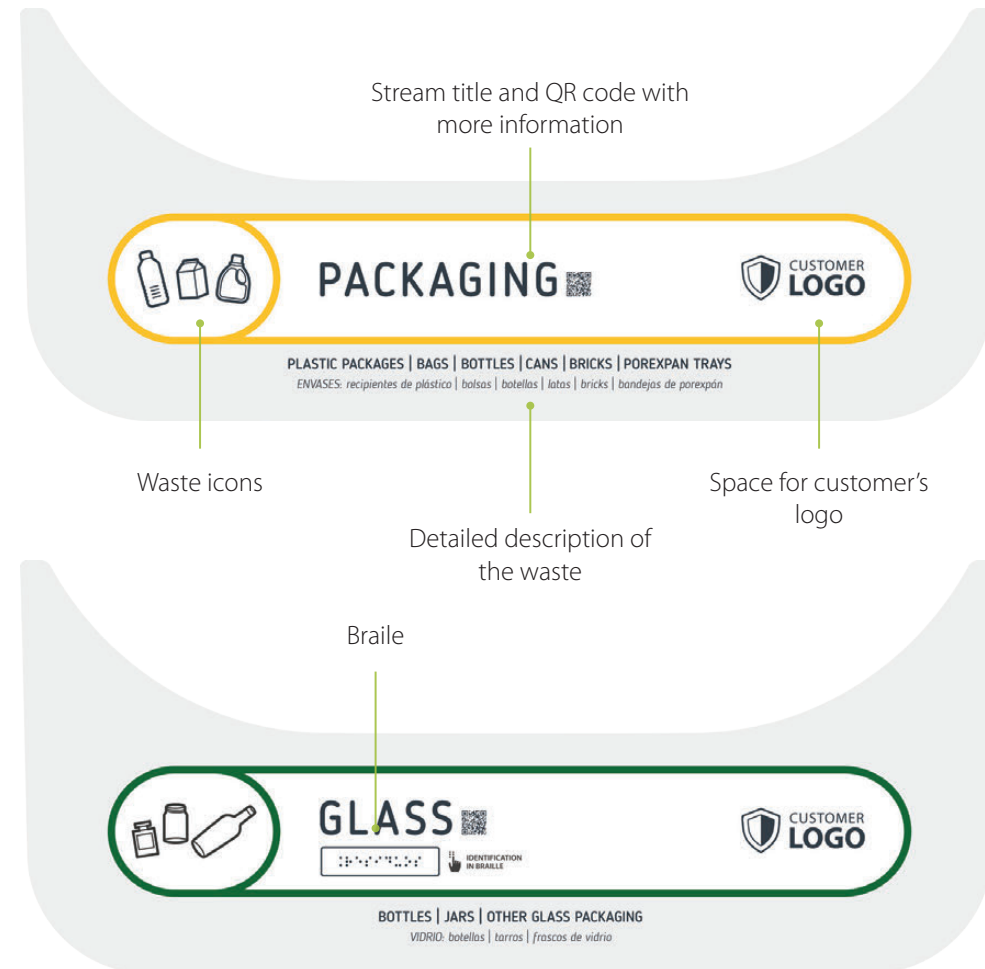 Stream title and QR code with
more information
PACKAGING
CUSTOMER
LOGO
PLASTIC PACKAGES | BAGS | BOTTLES | CANS | BRICKS | POREXPAN TRAYS
ENVASES: recipientes de plástico | bolsas | botellas | latas | bricks | bandejas de porexpán
Waste icons
Space for customer's
logo
Detailed description of
the waste
Braile
GLASS
CUSTOMER
LOGO
IDENTIFICATION
IN BRAILLE
BOTTLES | JARS | OTHER GLASS PACKAGING
VIDRIO: botellas | tarros | frascos de vidrio